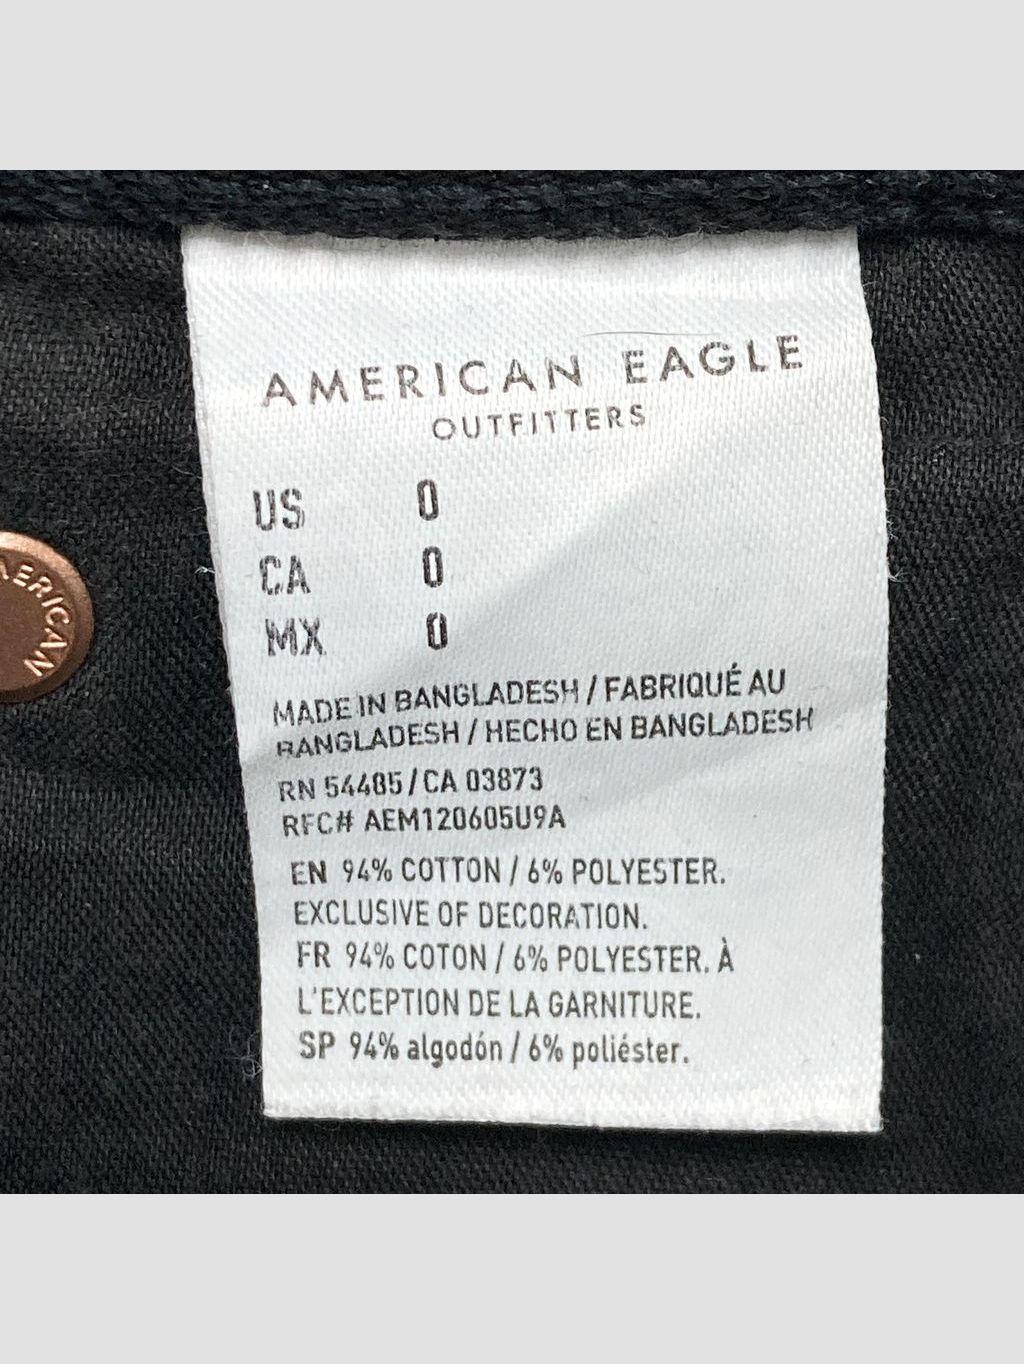 AMERICAN EAGLE
OUTFITTERS
US 0
CA 0
MX 0
MADE IN BANGLADESH / FABRIQUÉ AU
BANGLADESH / HECHO EN BANGLADESH
RN 54485/CA 03873
RFC# AEM120605U9A
EN 94% COTTON / 6% POLYESTER.
EXCLUSIVE OF DECORATION.
FR 94% COTON / 6% POLYESTER. À
L'EXCEPTION DE LA GARNITURE.
SP 94% algodón / 6% poliéster.
AERICAN